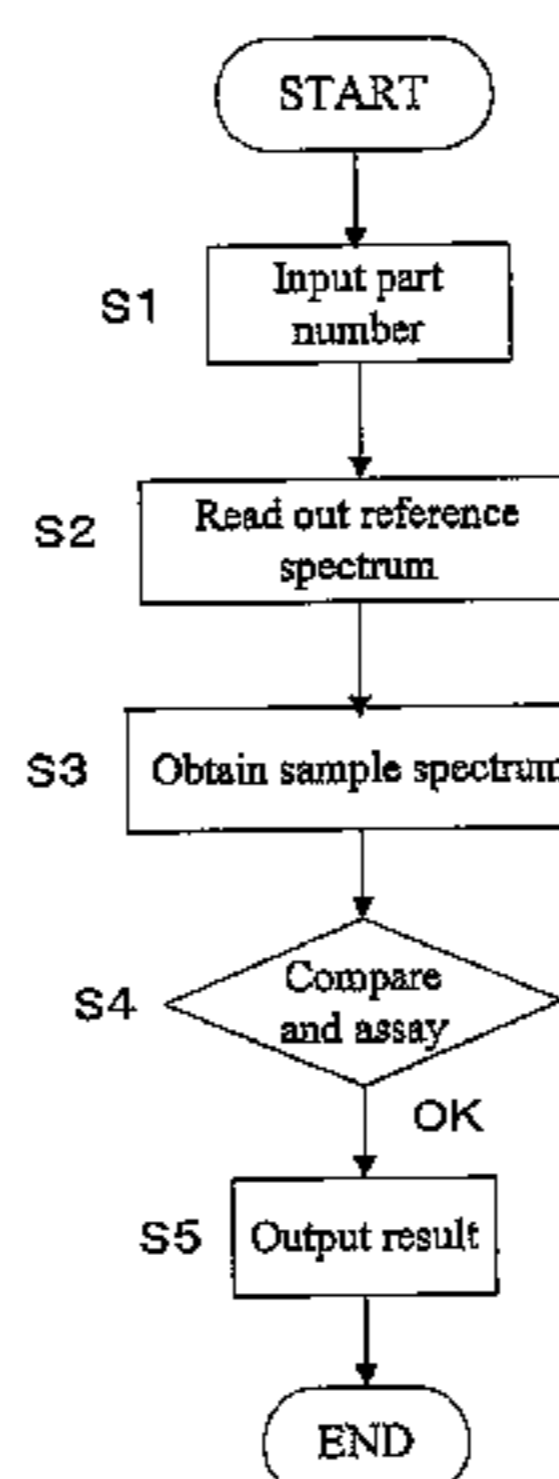 START
S1
Input part
number
S2
Read out reference
spectrum
S3
Obtain sample spectrum
S4
Compare
and assay
OK
S5
Output result
END